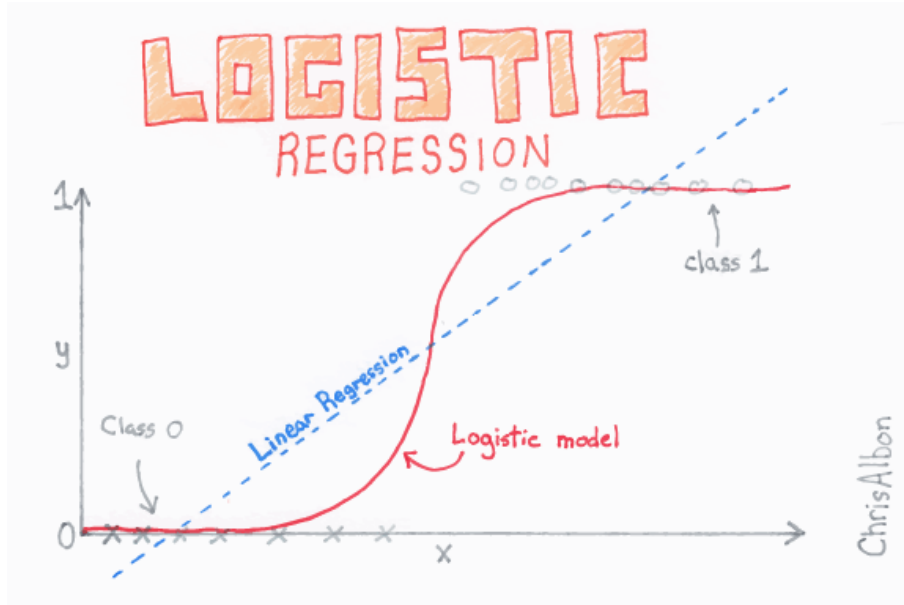 LOGISTIC
REGRESSION
1
class 1
y
Linear Regression
Class 0
Logistic model
0
x
ChrisAlbon